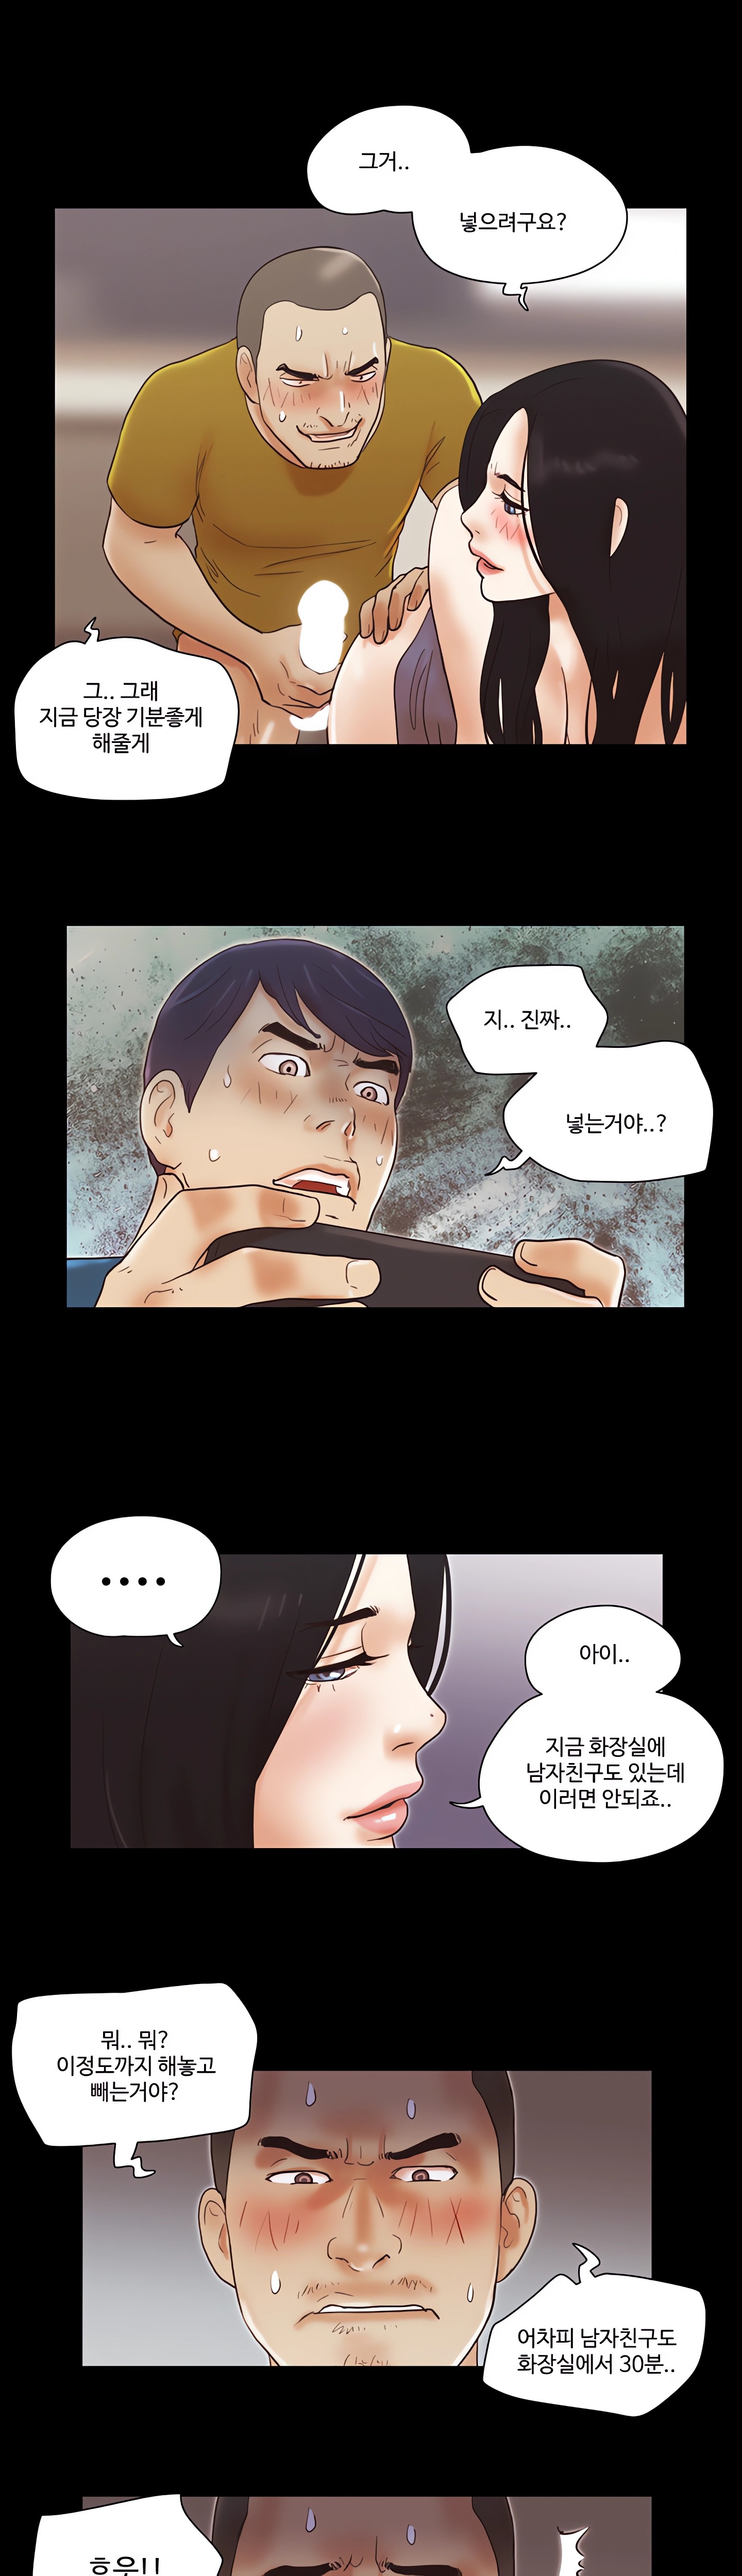 그거..
넣으려구요?
그.. 그래
지금 당장 기분좋게
해줄게
지.. 진짜..
넣는거야..?
....
아이..
지금 화장실에
남자친구도 있는데
이러면 안되죠..
뭐.. 뭐?
이정도까지 해놓고
빼는거야?
어차피 남자친구도
화장실에서 30분..
흐읏!!